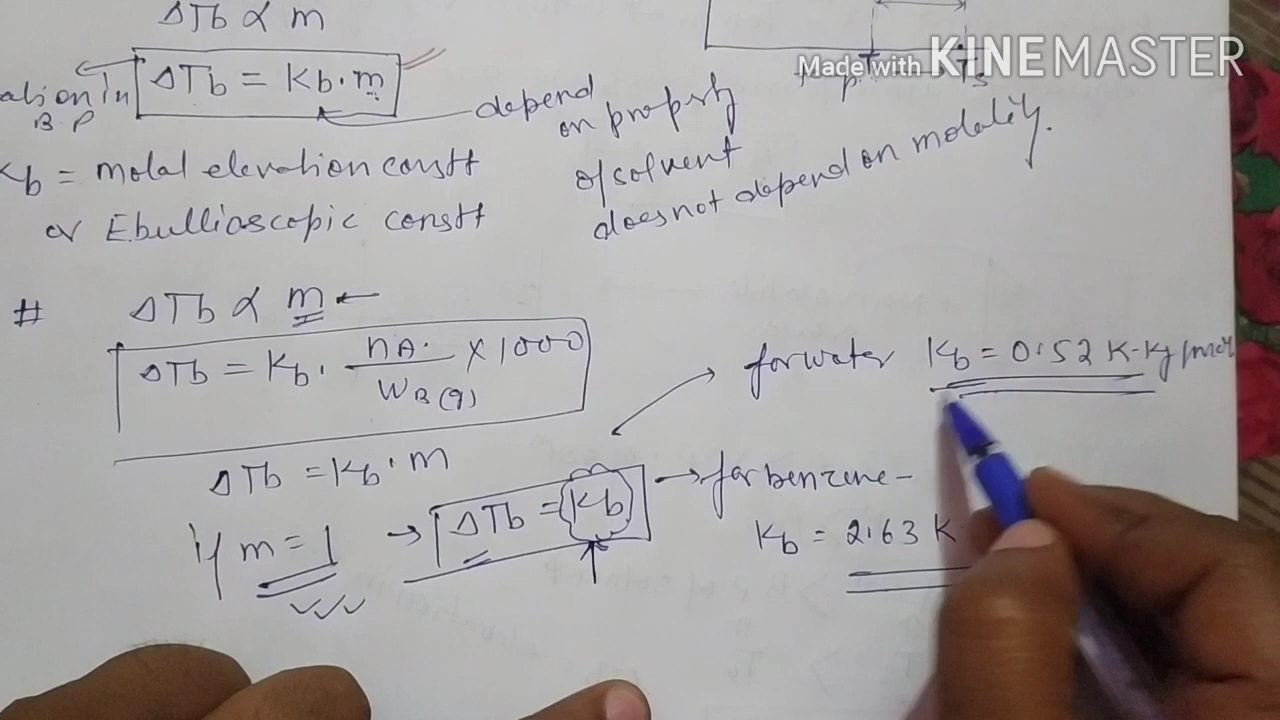 ΔTb ∝ m
Made with KINEMASTER
ΔTb = Kb·m
B.P
depend
on property
of solvent
does not depend on molality.
Kb = molal elevation constt
or Ebullioscopic constt
# ΔTb ∝ m ←
ΔTb = Kb· nA· / WB(g) × 1000
for water Kb = 0.52 K·Kg/mol
ΔTb = Kb·m
if m = 1 → ΔTb = Kb → for benzene –
Kb = 2.63 K